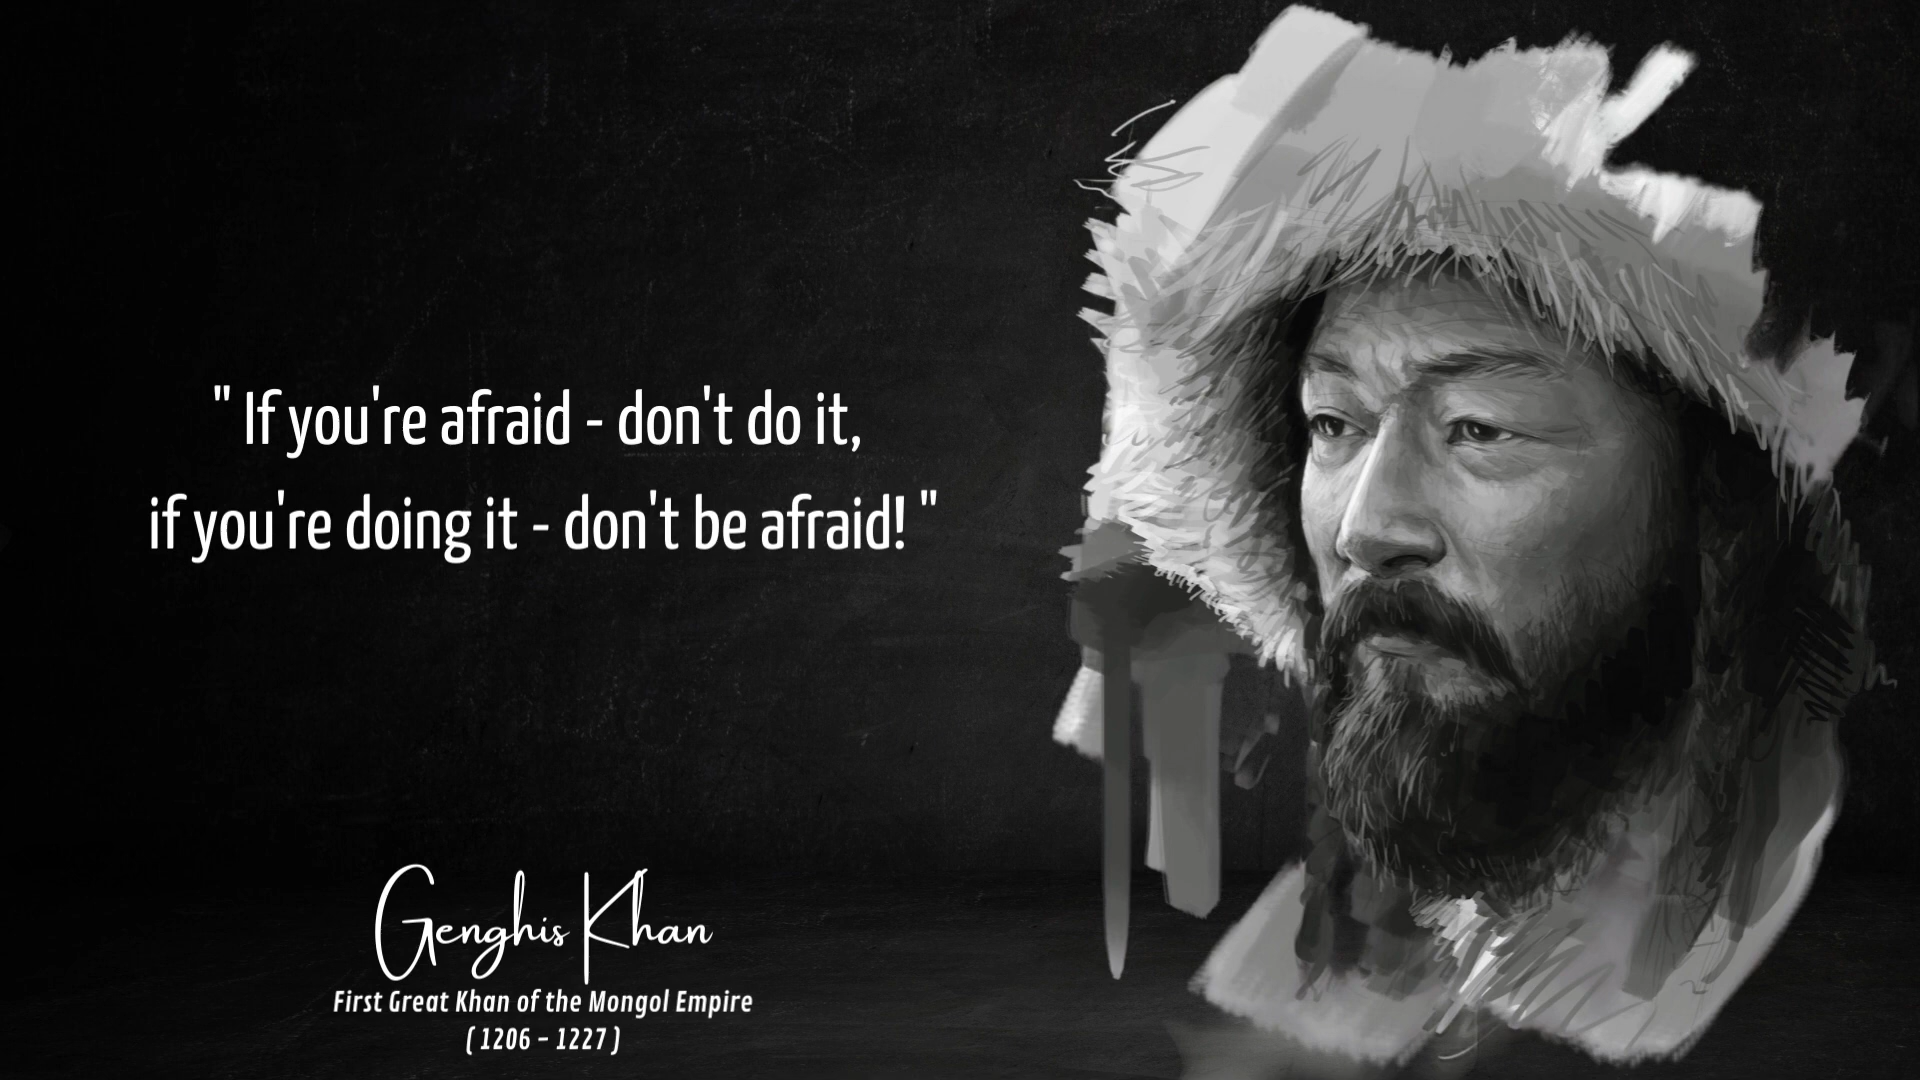 " If you're afraid - don't do it,
if you're doing it - don't be afraid! "
Genghis Khan
First Great Khan of the Mongol Empire
( 1206 – 1227 )